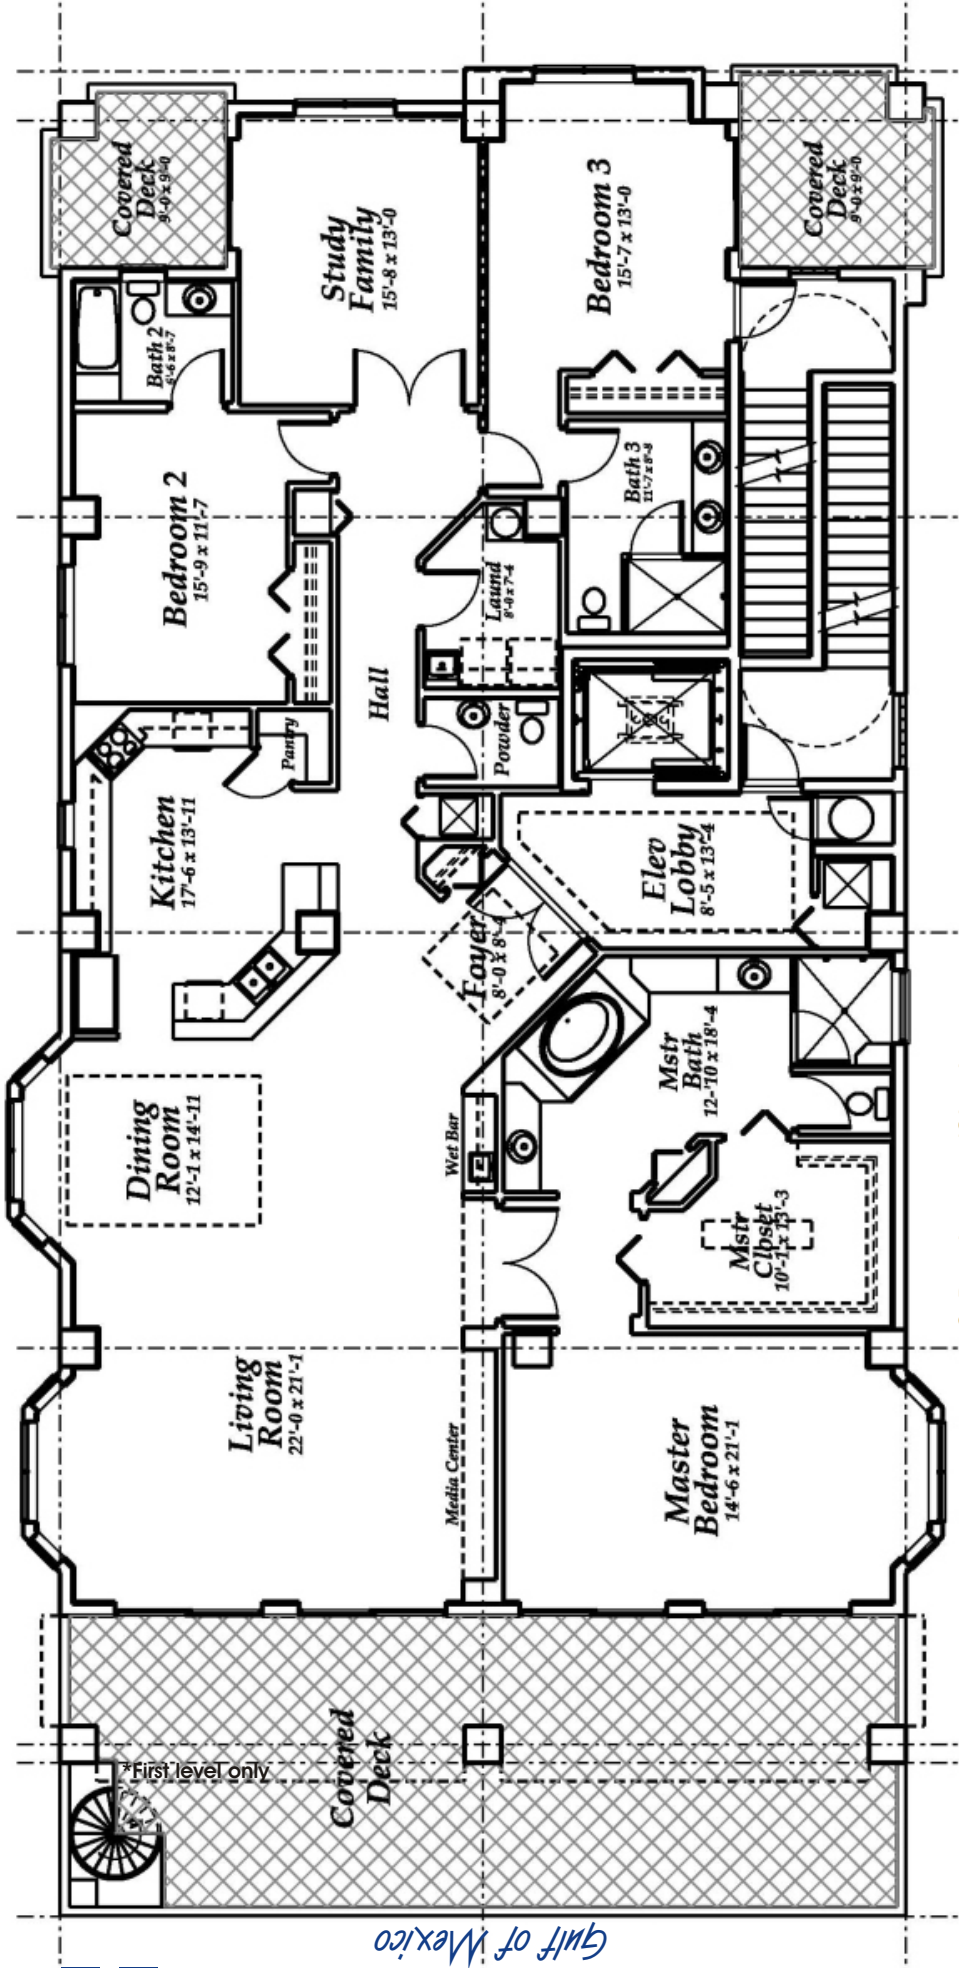 Covered
Deck
9'-0 x 9'-0
Study
Family
15'-8 x 13'-0
Bedroom 3
15'-7 x 13'-0
Covered
Deck
9'-0 x 9'-0
Bath 2
Bedroom 2
15'-9 x 11'-7
Bath 3
11'-7 x 8'-8
Laund
8'-0 x 7'-4
Hall
Powder
Pantry
Kitchen
17'-6 x 13'-11
Elev
Lobby
8'-5 x 13'-4
Foyer
8'-0 x 8'-4
Dining
Room
12'-1 x 14'-11
Wet Bar
Mstr
Bath
12-'10 x 18'-4
Mstr
Closet
10'-1 x 13'-3
Living
Room
22'-0 x 21'-1
Media Center
Master
Bedroom
14'-6 x 21'-1
*First level only
Covered
Deck
Gulf of Mexico